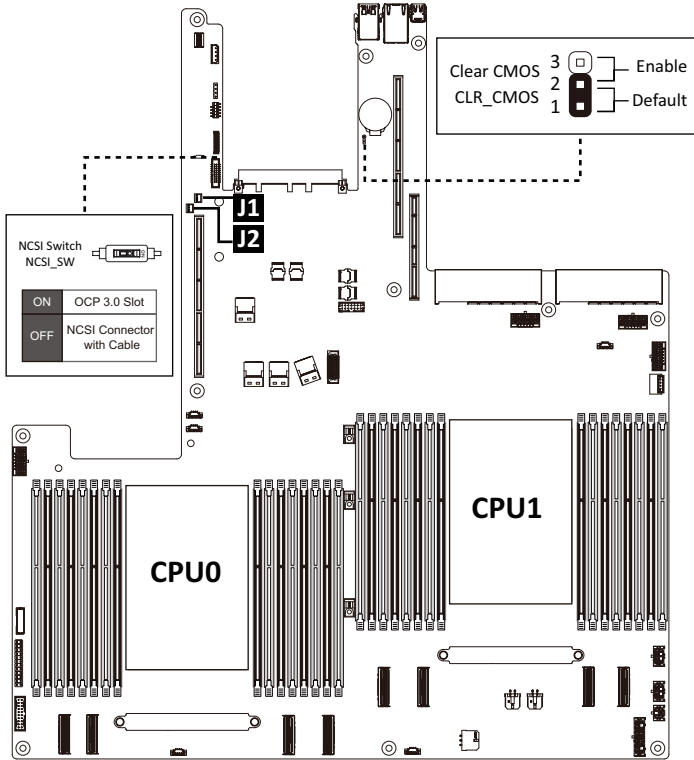 Clear CMOS
CLR_CMOS
3
2
1
Enable
Default
J1
J2
NCSI Switch
NCSI_SW
ON OCP 3.0 Slot
OFF NCSI Connector
with Cable
CPU1
CPU0